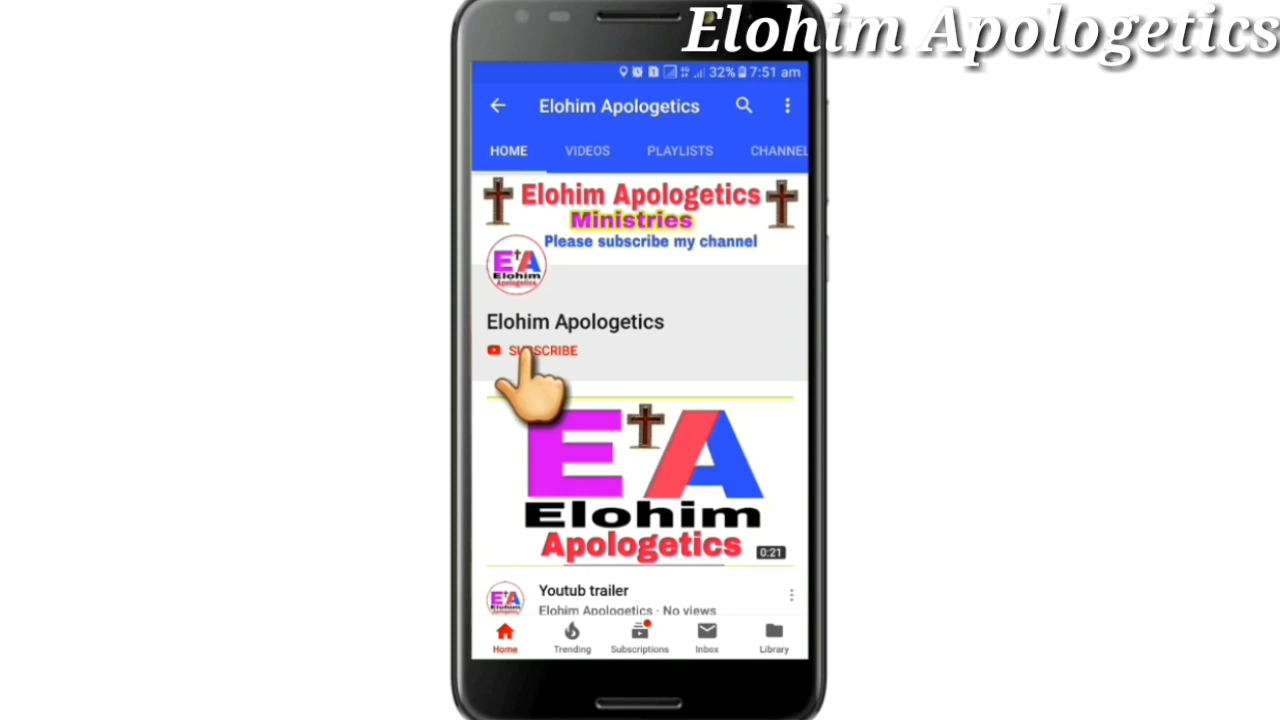 Elohim Apologetics
32% 7:51 am
Elohim Apologetics
HOME VIDEOS PLAYLISTS CHANNEL
Elohim Apologetics
Ministries
Please subscribe my channel
E A
Elohim
Apologetics
Elohim Apologetics
SUBSCRIBE
E A
Elohim
Apologetics
0:21
Youtub trailer
E A
Elohim
Elohim Apologetics · No views
Home Trending Subscriptions Inbox Library